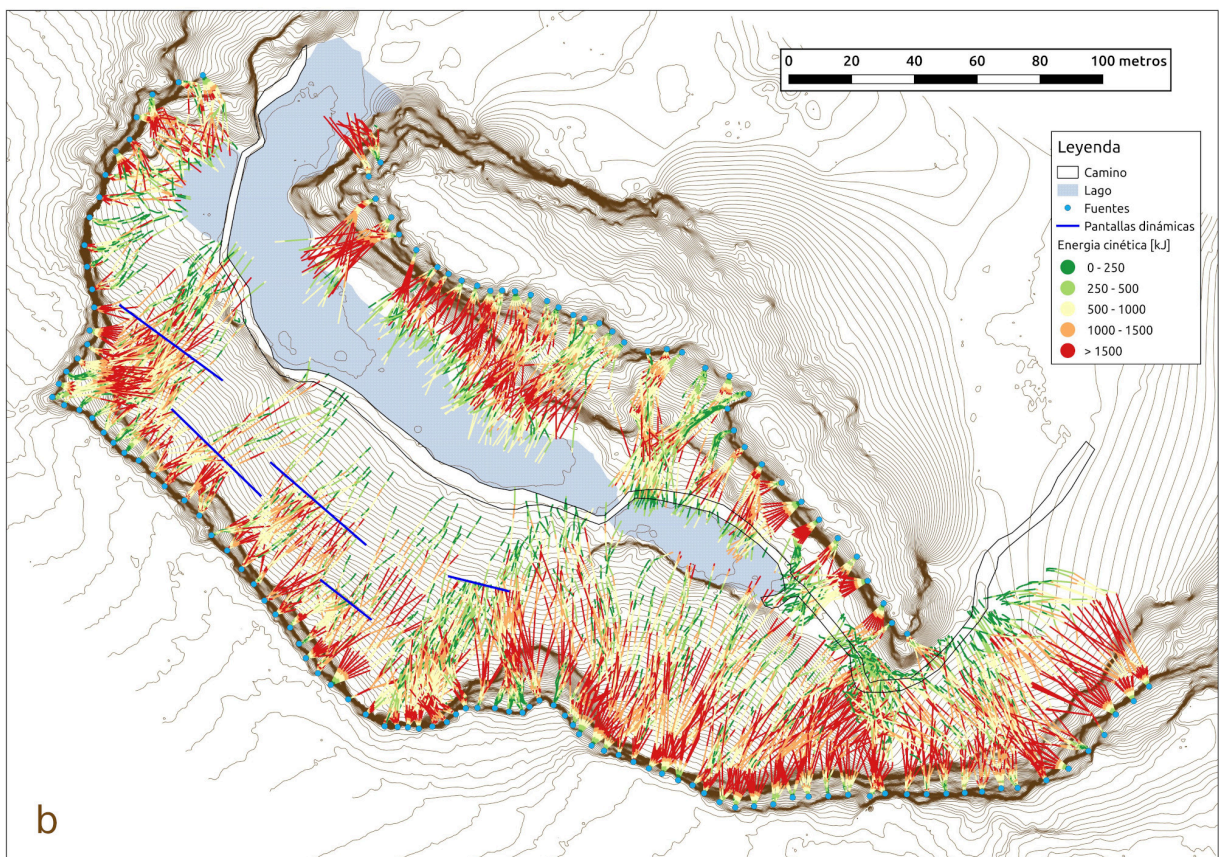 0 20 40 60 80 100 metros
Leyenda
Camino
Lago
Fuentes
Pantallas dinámicas
Energia cinética [kJ]
0 - 250
250 - 500
500 - 1000
1000 - 1500
> 1500
b